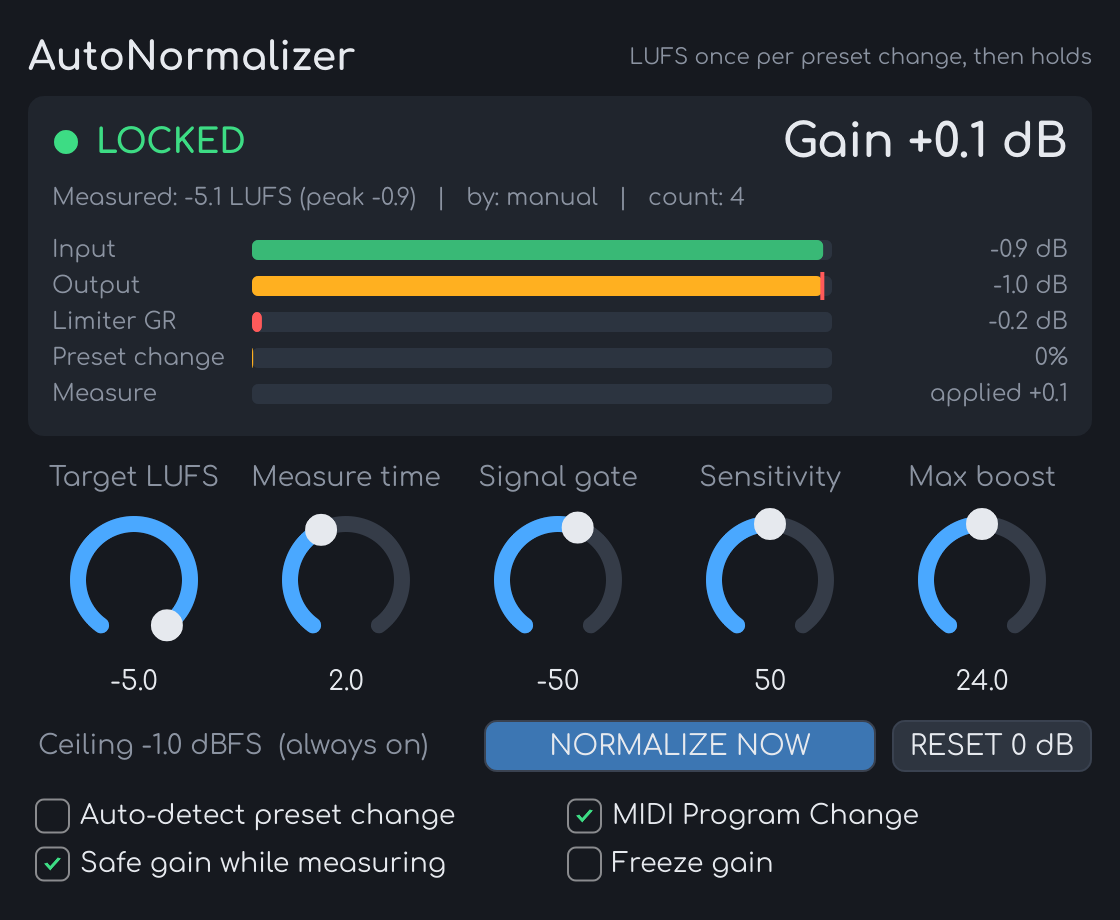 AutoNormalizer
LUFS once per preset change, then holds
LOCKED
Gain +0.1 dB
Measured: -5.1 LUFS (peak -0.9) | by: manual | count: 4
Input -0.9 dB
Output -1.0 dB
Limiter GR -0.2 dB
Preset change 0%
Measure applied +0.1
Target LUFS Measure time Signal gate Sensitivity Max boost
-5.0 2.0 -50 50 24.0
Ceiling -1.0 dBFS (always on) NORMALIZE NOW RESET 0 dB
Auto-detect preset change MIDI Program Change
Safe gain while measuring Freeze gain